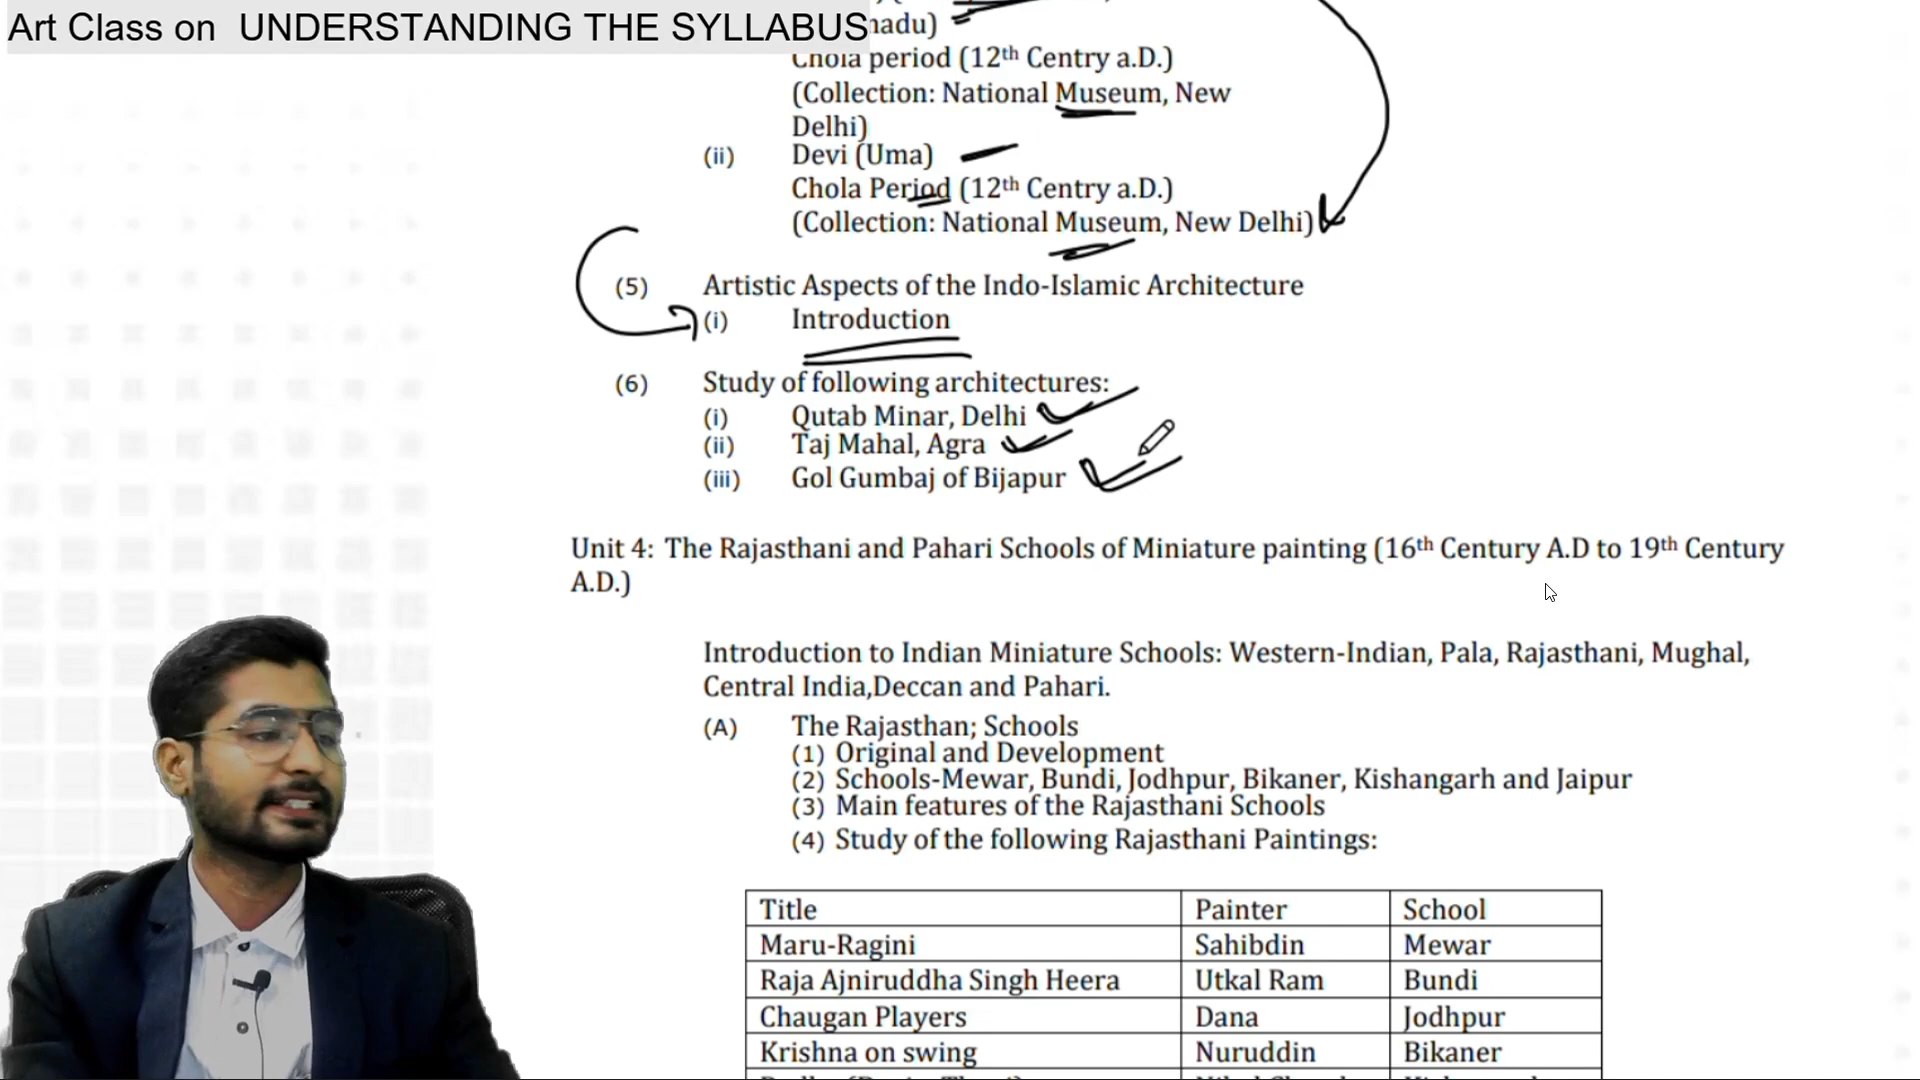 Art Class on UNDERSTANDING THE SYLLABUS
nadu)
Chola period (12th Centry a.D.)
(Collection: National Museum, New
Delhi)
(ii) Devi (Uma)
Chola Period (12th Centry a.D.)
(Collection: National Museum, New Delhi)
(5) Artistic Aspects of the Indo-Islamic Architecture
(i) Introduction
(6) Study of following architectures:
(i) Qutab Minar, Delhi
(ii) Taj Mahal, Agra
(iii) Gol Gumbaj of Bijapur
Unit 4: The Rajasthani and Pahari Schools of Miniature painting (16th Century A.D to 19th Century
A.D.)
Introduction to Indian Miniature Schools: Western-Indian, Pala, Rajasthani, Mughal,
Central India,Deccan and Pahari.
(A) The Rajasthan; Schools
(1) Original and Development
(2) Schools-Mewar, Bundi, Jodhpur, Bikaner, Kishangarh and Jaipur
(3) Main features of the Rajasthani Schools
(4) Study of the following Rajasthani Paintings:
Title Painter School
Maru-Ragini Sahibdin Mewar
Raja Ajniruddha Singh Heera Utkal Ram Bundi
Chaugan Players Dana Jodhpur
Krishna on swing Nuruddin Bikaner